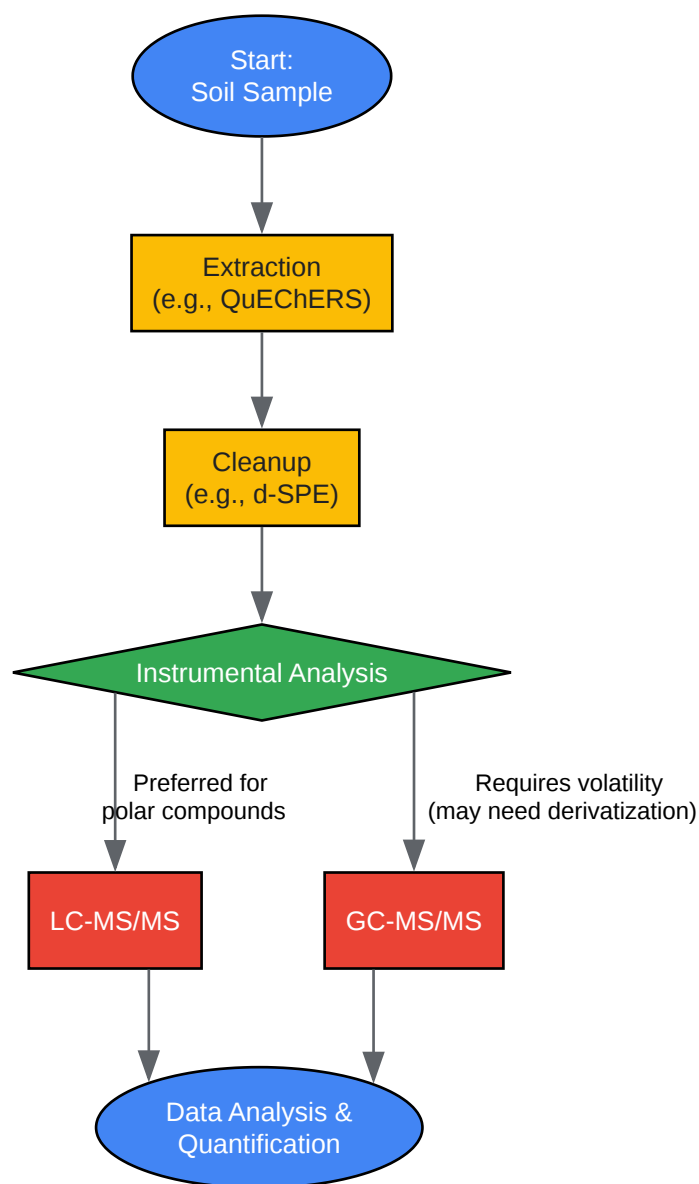 Start:
Soil Sample
Extraction
(e.g., QuEChERS)
Cleanup
(e.g., d-SPE)
Instrumental Analysis
Preferred for
polar compounds
Requires volatility
(may need derivatization)
LC-MS/MS
GC-MS/MS
Data Analysis &
Quantification